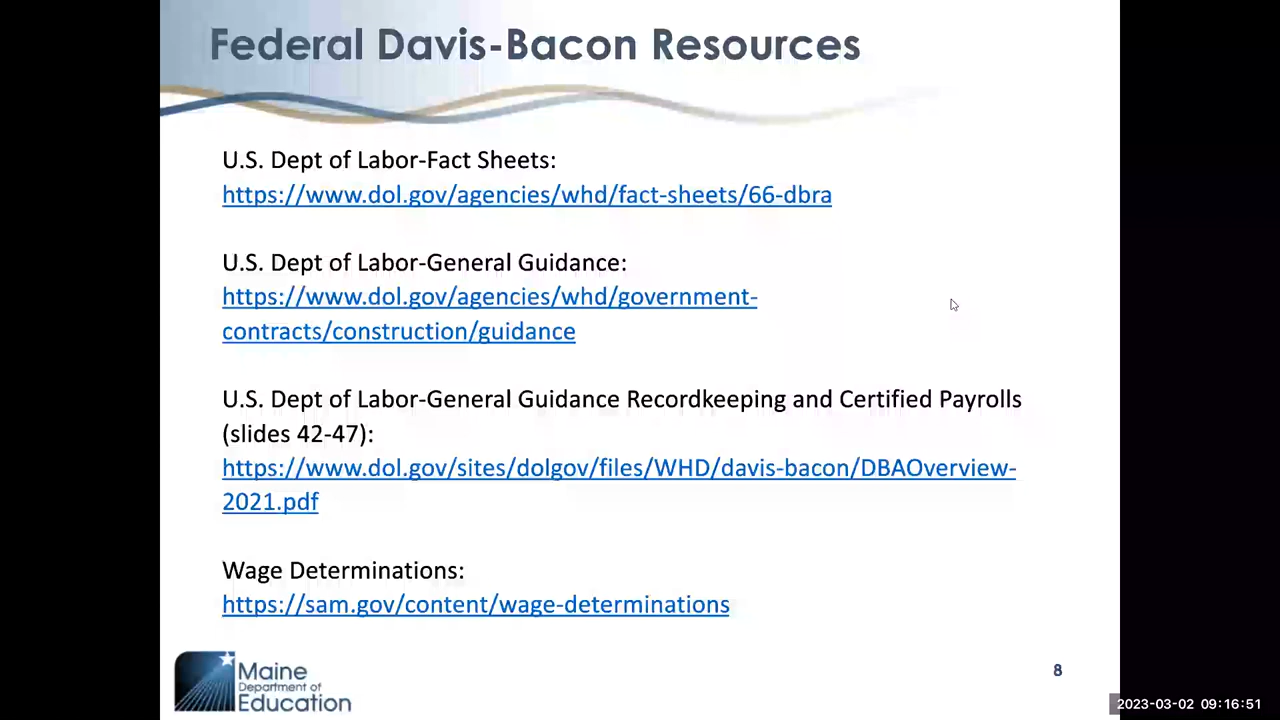 Federal Davis-Bacon Resources
U.S. Dept of Labor-Fact Sheets:
https://www.dol.gov/agencies/whd/fact-sheets/66-dbra
U.S. Dept of Labor-General Guidance:
https://www.dol.gov/agencies/whd/government-
contracts/construction/guidance
U.S. Dept of Labor-General Guidance Recordkeeping and Certified Payrolls
(slides 42-47):
https://www.dol.gov/sites/dolgov/files/WHD/davis-bacon/DBAOverview-
2021.pdf
Wage Determinations:
https://sam.gov/content/wage-determinations
Maine
Department of
Education
8
2023-03-02 09:16:51